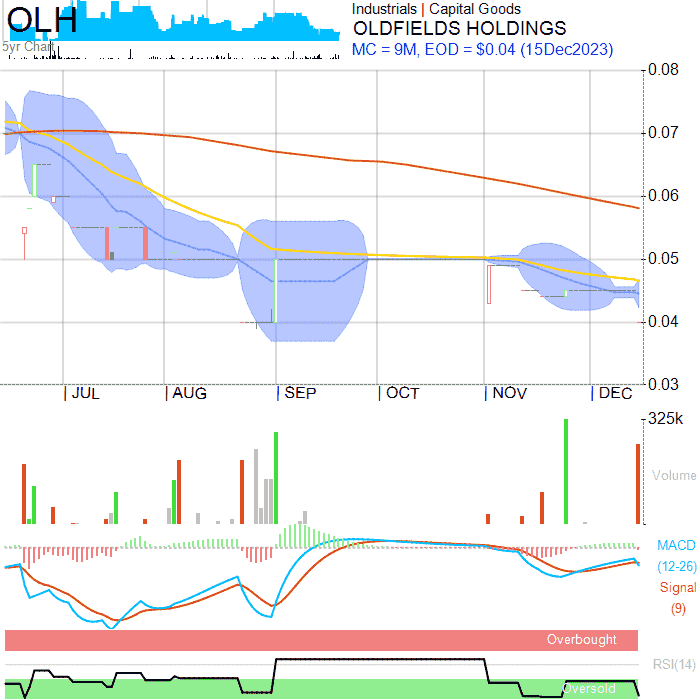 OLH
5yr Chart
Industrials | Capital Goods
OLDFIELDS HOLDINGS
MC = 9M, EOD = $0.04 (15Dec2023)
0.08
0.07
0.06
0.05
0.04
0.03
| JUL | AUG | SEP | OCT | NOV | DEC
325k
Volume
MACD
(12-26)
Signal
(9)
Overbought
RSI(14)
Oversold